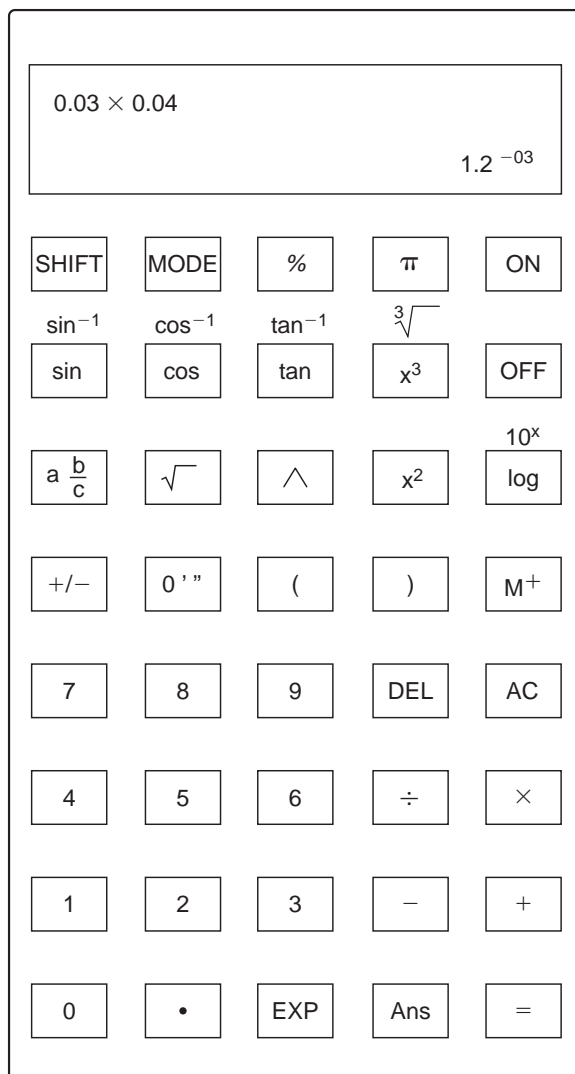 0.03 × 0.04
1.2 ⁻⁰³
SHIFT MODE % π ON
sin⁻¹ cos⁻¹ tan⁻¹ ∛
sin cos tan x³ OFF
10ˣ
a b/c √ ∧ x² log
+/− 0 ' ” ( ) M⁺
7 8 9 DEL AC
4 5 6 ÷ ×
1 2 3 − +
0 • EXP Ans =